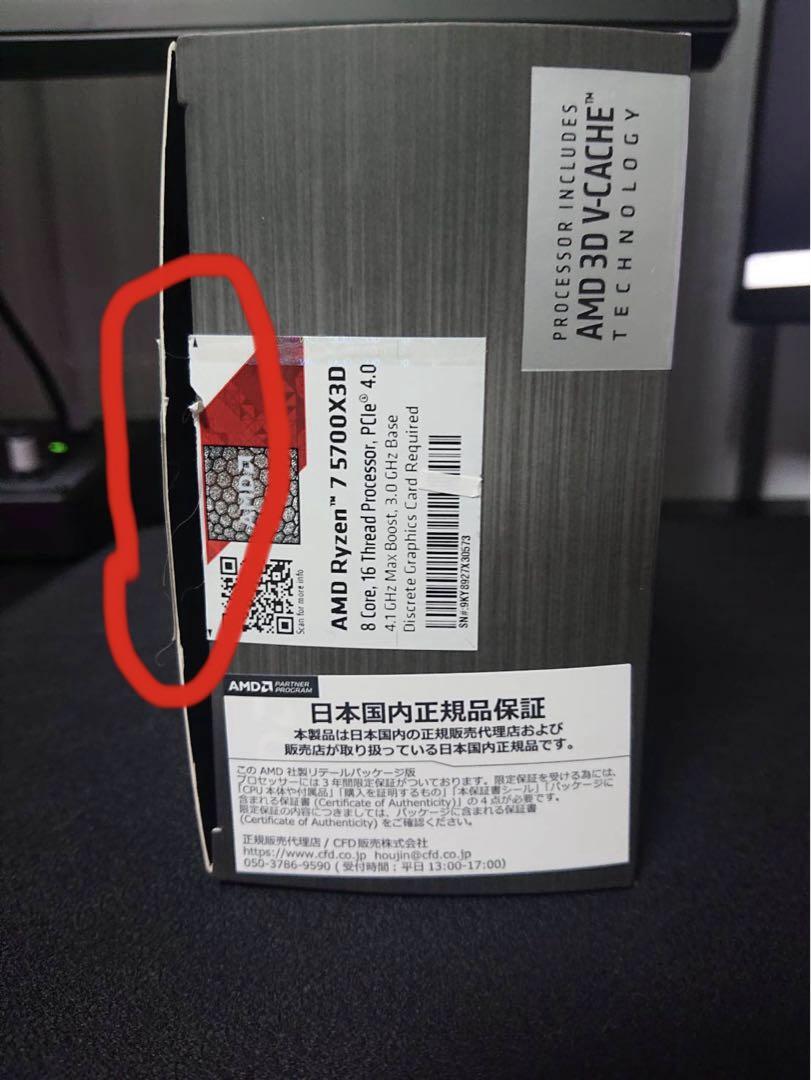 PROCESSOR INCLUDES
AMD 3D V-CACHE™
TECHNOLOGY
AMD
Scan for more info
AMD Ryzen™ 7 5700X3D
8 Core, 16 Thread Processor, PCIe® 4.0
4.1 GHz Max Boost, 3.0 GHz Base
Discrete Graphics Card Required
SN#:9KY8927X30573
AMD PARTNER PROGRAM
日本国内正規品保証
本製品は日本国内の正規販売代理店および
販売店が取り扱っている日本国内正規品です。
この AMD 社製リテールパッケージ版
プロセッサーには3年間限定保証がついております。限定保証を受ける為には、
「CPU 本体や付属品」「購入を証明するもの」「本保証書シール」「パッケージに
含まれる保証書 (Certificate of Authenticity)」の4点が必要です。
限定保証の内容につきましては、パッケージに含まれる保証書
(Certificate of Authenticity) をご確認ください。
正規販売代理店 / CFD 販売株式会社
https://www.cfd.co.jp houjin@cfd.co.jp
050-3786-9590 (受付時間；平日 13:00-17:00)